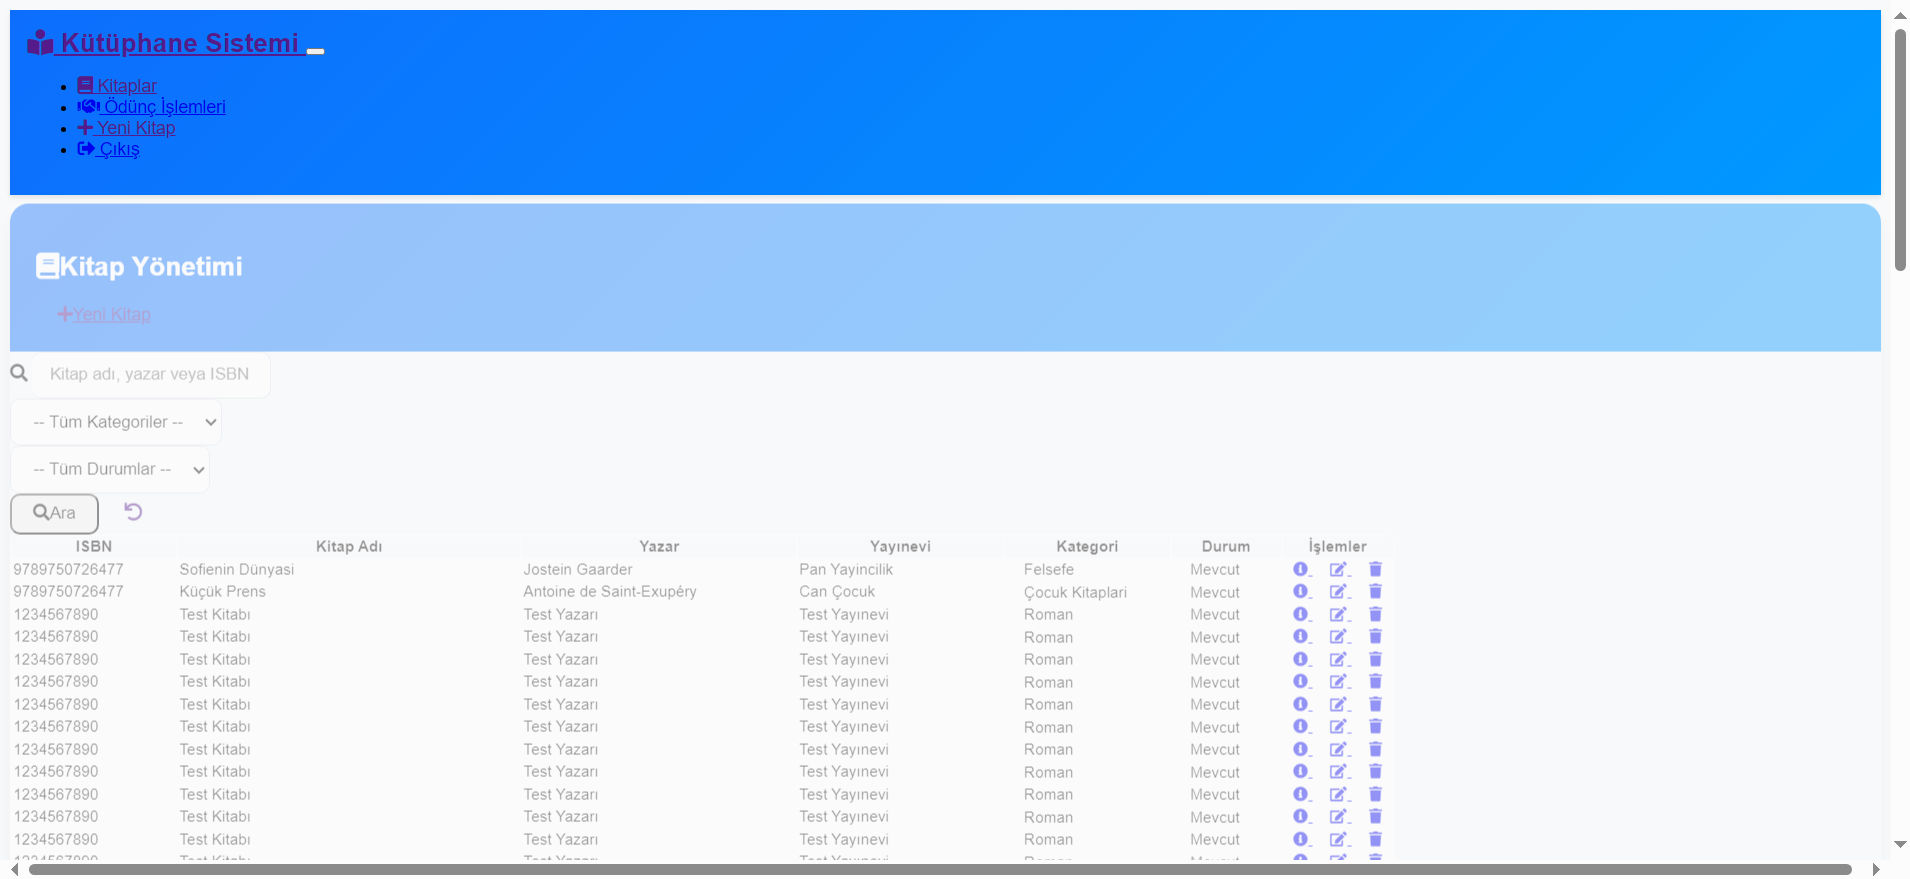 Kütüphane Sistemi
Kitaplar
Ödünç İşlemleri
Yeni Kitap
Çıkış
Kitap Yönetimi
Yeni Kitap
Kitap adı, yazar veya ISBN
-- Tüm Kategoriler --
-- Tüm Durumlar --
Ara
ISBN Kitap Adı Yazar Yayınevi Kategori Durum İşlemler
9789750726477 Sofienin Dünyasi Jostein Gaarder Pan Yayincilik Felsefe Mevcut
9789750726477 Küçük Prens Antoine de Saint-Exupéry Can Çocuk Çocuk Kitaplari Mevcut
1234567890 Test Kitabı Test Yazarı Test Yayınevi Roman Mevcut
1234567890 Test Kitabı Test Yazarı Test Yayınevi Roman Mevcut
1234567890 Test Kitabı Test Yazarı Test Yayınevi Roman Mevcut
1234567890 Test Kitabı Test Yazarı Test Yayınevi Roman Mevcut
1234567890 Test Kitabı Test Yazarı Test Yayınevi Roman Mevcut
1234567890 Test Kitabı Test Yazarı Test Yayınevi Roman Mevcut
1234567890 Test Kitabı Test Yazarı Test Yayınevi Roman Mevcut
1234567890 Test Kitabı Test Yazarı Test Yayınevi Roman Mevcut
1234567890 Test Kitabı Test Yazarı Test Yayınevi Roman Mevcut
1234567890 Test Kitabı Test Yazarı Test Yayınevi Roman Mevcut
1234567890 Test Kitabı Test Yazarı Test Yayınevi Roman Mevcut